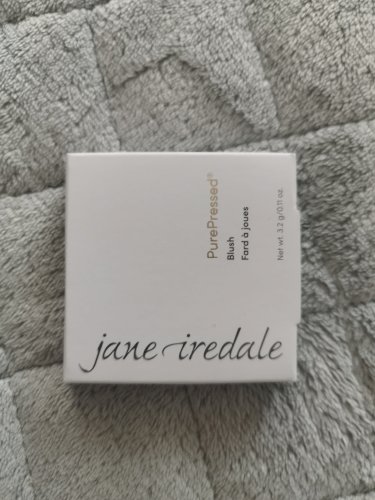 PurePressed®
Blush
Fard à joues
Net wt. 3.2 g/0.11 oz.
jane iredale